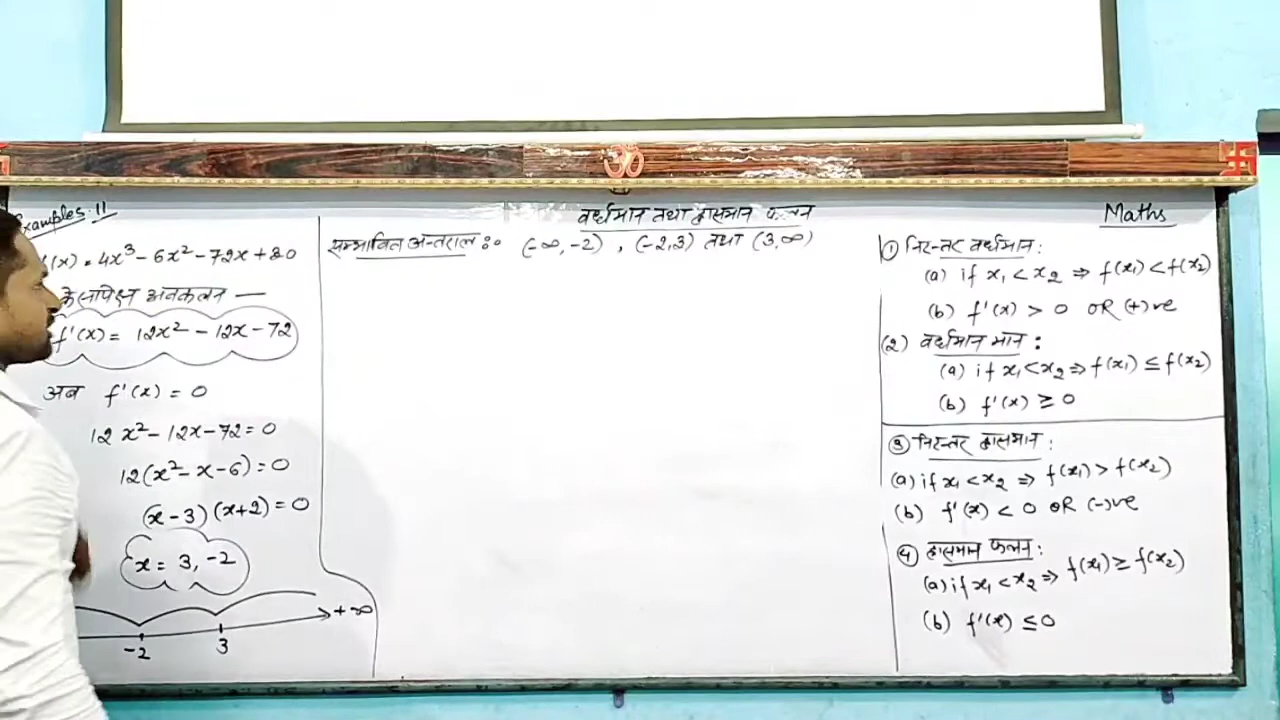 Examples. 11
f(x) = 4x³ - 6x² - 72x + 30
के सापेक्ष अवकलन —
f'(x) = 12x² - 12x - 72
अब f'(x) = 0
12x² - 12x - 72 = 0
12(x² - x - 6) = 0
(x-3)(x+2) = 0
x = 3, -2
+∞
-2 3
वर्धमान तथा ह्रासमान फलन
सम्भावित अन्तराल :- (-∞, -2), (-2, 3) तथा (3, ∞)
Maths
① निरन्तर वर्धमान :
(a) if x₁ < x₂ ⇒ f(x₁) < f(x₂)
(b) f'(x) > 0 OR (+)ve
(2) वर्धमान मान :
(a) if x₁ < x₂ ⇒ f(x₁) ≤ f(x₂)
(b) f'(x) ≥ 0
③ निरन्तर ह्रासमान :
(a) if x₁ < x₂ ⇒ f(x₁) > f(x₂)
(b) f'(x) < 0 OR (-)ve
④ ह्रासमान फलन :
(a) if x₁ < x₂ ⇒ f(x₁) ≥ f(x₂)
(b) f'(x) ≤ 0